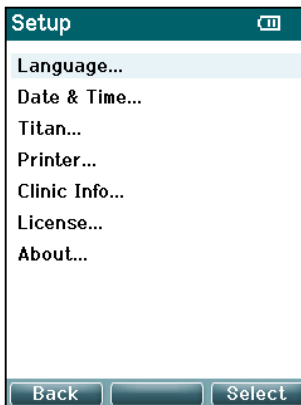 Setup
Language...
Date & Time...
Titan...
Printer...
Clinic Info...
License...
About...
Back Select